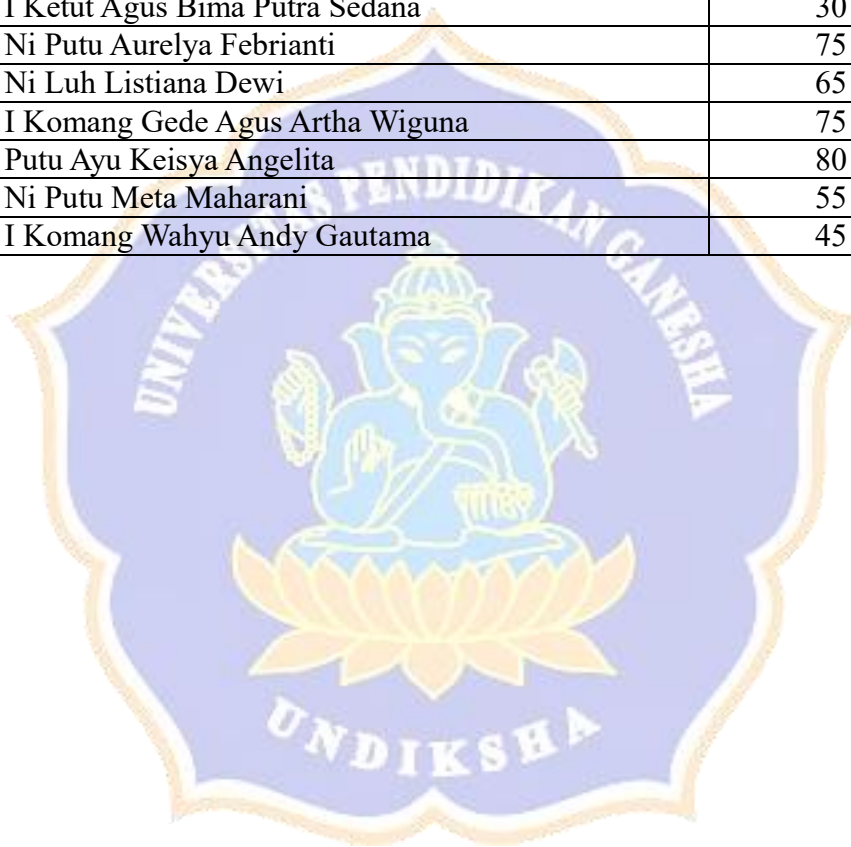 I Ketut Agus Bima Putra Sedana 30
Ni Putu Aurelya Febrianti 75
Ni Luh Listiana Dewi 65
I Komang Gede Agus Artha Wiguna 75
Putu Ayu Keisya Angelita 80
Ni Putu Meta Maharani 55
I Komang Wahyu Andy Gautama 45
UNIVERSITAS PENDIDIKAN GANESHA
UNDIKSHA